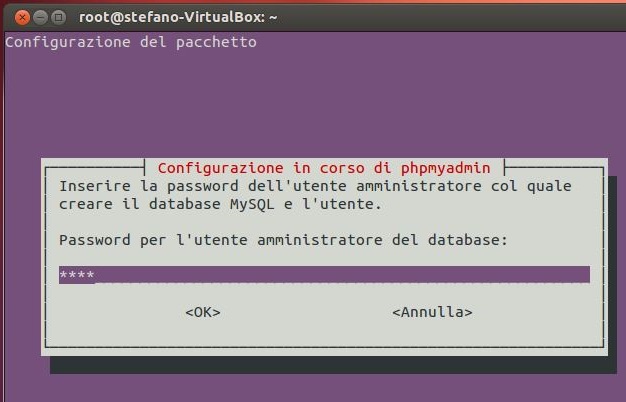 root@stefano-VirtualBox: ~
Configurazione del pacchetto
Configurazione in corso di phpmyadmin
Inserire la password dell'utente amministratore col quale
creare il database MySQL e l'utente.
Password per l'utente amministratore del database:
****
<OK> <Annulla>